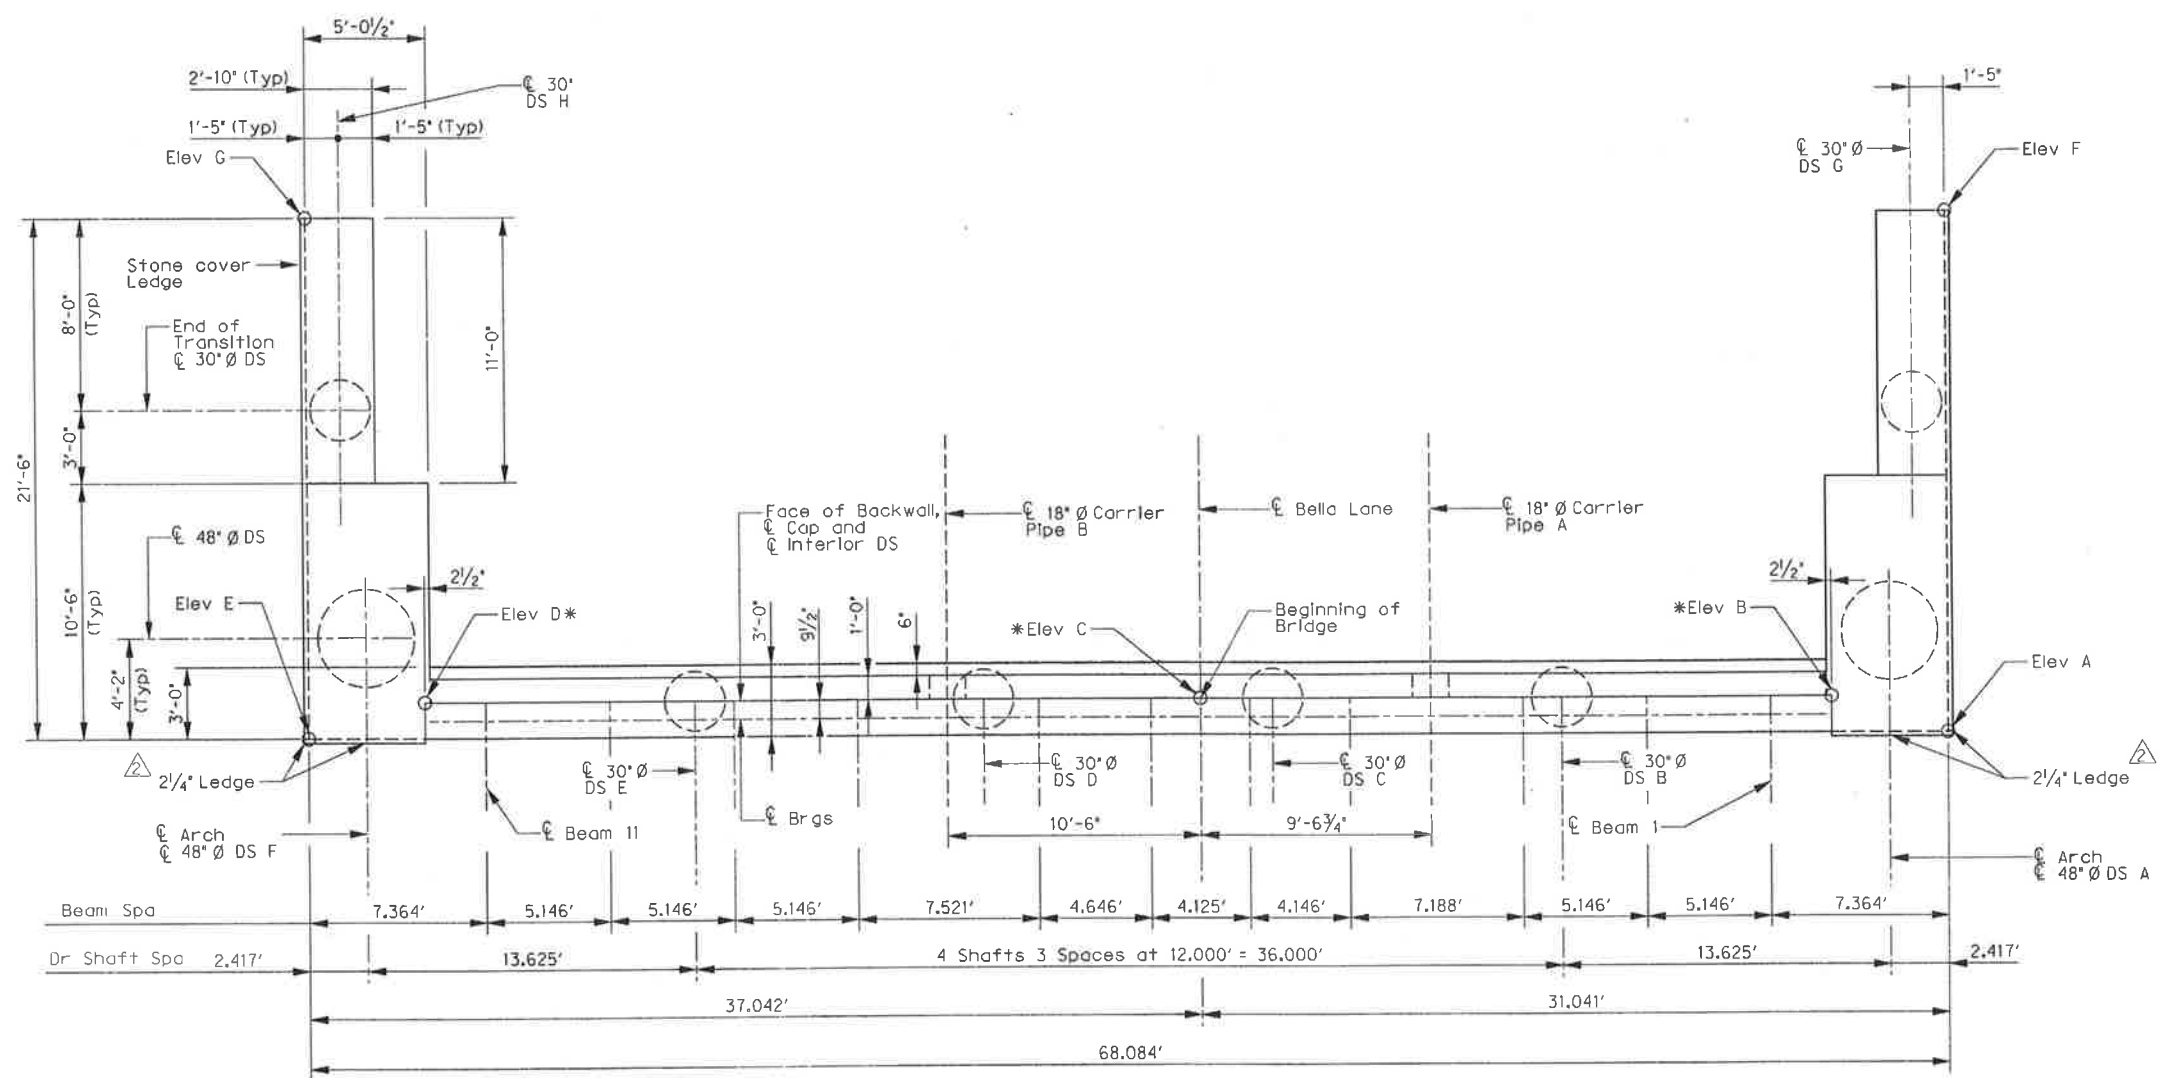 5'-0½"
2'-10" (Typ)
℄ 30"
DS H
1'-5" (Typ)
1'-5" (Typ)
Elev G
1'-5"
℄ 30"Ø
DS G
Elev F
Stone cover
Ledge
8'-0"
(Typ)
End of
Transition
℄ 30"Ø DS
11'-0"
3'-0"
21'-6"
℄ 48"Ø DS
Face of Backwall,
℄ Cap and
℄ Interior DS
℄ 18"Ø Carrier
Pipe B
℄ Bella Lane
℄ 18"Ø Carrier
Pipe A
10'-6"
(Typ)
2½"
2½"
Elev E
Elev D*
3'-0"
9½"
1'-0"
6"
*Elev C
Beginning of
Bridge
*Elev B
Elev A
4'-2"
(Typ)
3'-0"
2
2¼" Ledge
℄ 30"Ø
DS E
℄ 30"Ø
DS D
℄ 30"Ø
DS C
℄ 30"Ø
DS B
2
2¼" Ledge
℄ Arch
℄ 48"Ø DS F
℄ Beam 11
℄ Brgs
10'-6"
9'-6¾"
℄ Beam 1
℄ Arch
℄ 48"Ø DS A
Beam Spa 7.364' 5.146' 5.146' 5.146' 7.521' 4.646' 4.125' 4.146' 7.188' 5.146' 5.146' 7.364'
Dr Shaft Spa 2.417' 13.625' 4 Shafts 3 Spaces at 12.000' = 36.000' 13.625' 2.417'
37.042' 31.041'
68.084'